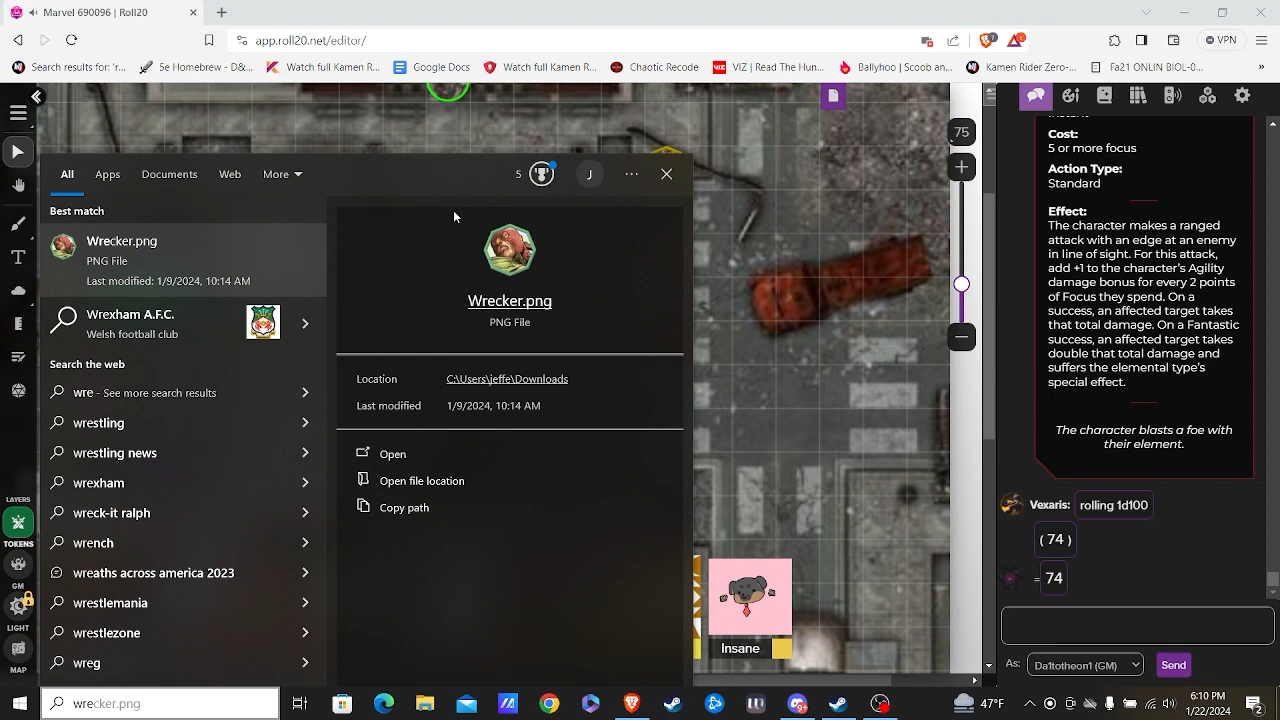 Marvel 690096 | Roll20
app.roll20.net/editor/
VPN
Search results for: 'r...
5e Homebrew - D&...
Watch full Kamen R...
Google Docs
Watch full Kamen R...
Chaotic Recode
VIZ | Read The Hun...
Ballyhoo | Scoob an...
Kamen Rider Zero-...
Fa21 ONLIN BIOL-0...
75
All
Apps
Documents
Web
More
5
J
Best match
Wrecker.png
PNG File
Last modified: 1/9/2024, 10:14 AM
Wrexham A.F.C.
Welsh football club
Search the web
wre - See more search results
wrestling
wrestling news
wrexham
wreck-it ralph
wrench
wreaths across america 2023
wrestlemania
wrestlezone
wreg
Wrecker.png
PNG File
Location C:\Users\jeffe\Downloads
Last modified 1/9/2024, 10:14 AM
Open
Open file location
Copy path
LAYERS
TOKENS
GM
LIGHT
MAP
Insane
Cost:
5 or more focus
Action Type:
Standard
Effect:
The character makes a ranged
attack with an edge at an enemy
in line of sight. For this attack,
add +1 to the character's Agility
damage bonus for every 2 points
of Focus they spend. On a
success, an affected target takes
that total damage. On a Fantastic
success, an affected target takes
double that total damage and
suffers the elemental type's
special effect.
The character blasts a foe with
their element.
Vexaris: rolling 1d100
( 74 )
= 74
As: Da1totheon1 (GM)
Send
wrecker.png
9+
47°F
6:10 PM
1/22/2024
2